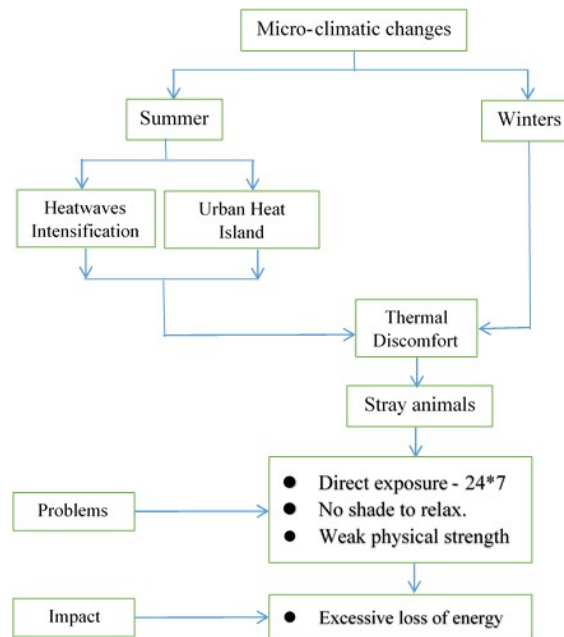 Micro-climatic changes
Summer
Winters
Heatwaves
Intensification
Urban Heat
Island
Thermal
Discomfort
Stray animals
Problems
● Direct exposure - 24*7
● No shade to relax.
● Weak physical strength
Impact
● Excessive loss of energy